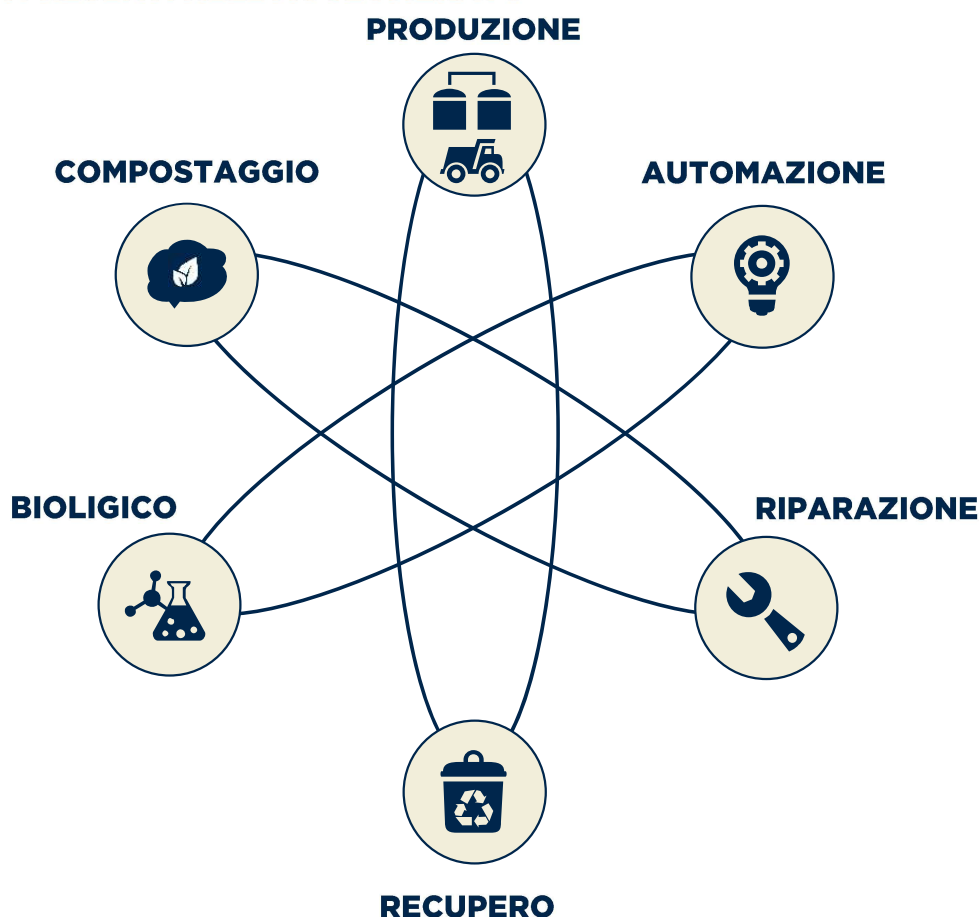 PRODUZIONE
COMPOSTAGGIO
AUTOMAZIONE
BIOLIGICO
RIPARAZIONE
RECUPERO